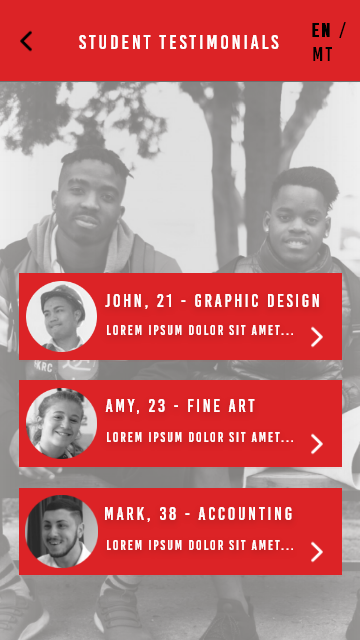 STUDENT TESTIMONIALS
EN /
MT
JOHN, 21 - GRAPHIC DESIGN
LOREM IPSUM DOLOR SIT AMET...
KRC
AMY, 23 - FINE ART
LOREM IPSUM DOLOR SIT AMET...
MARK, 38 - ACCOUNTING
LOREM IPSUM DOLOR SIT AMET...